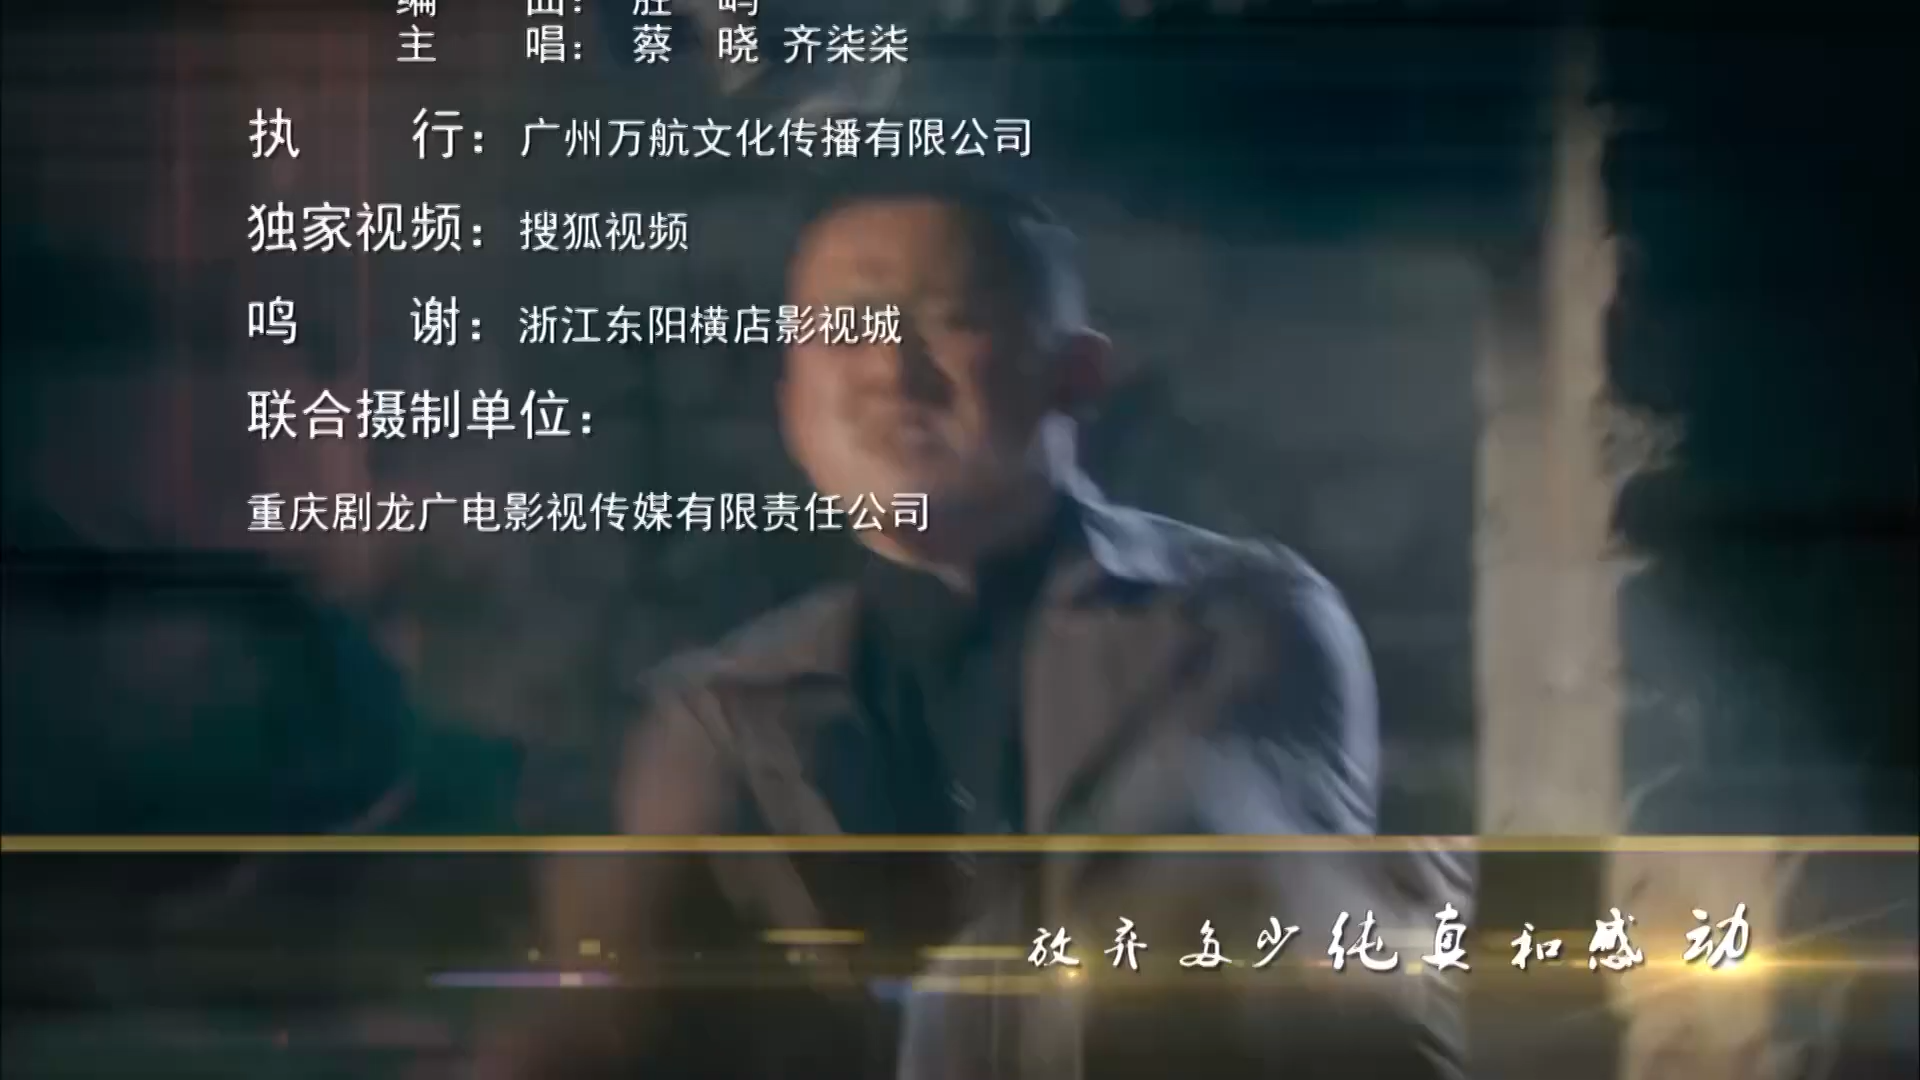 主 唱： 蔡 晓 齐柒柒
执 行：广州万航文化传播有限公司
独家视频：搜狐视频
鸣 谢：浙江东阳横店影视城
联合摄制单位：
重庆剧龙广电影视传媒有限责任公司
放弃多少纯真和感动